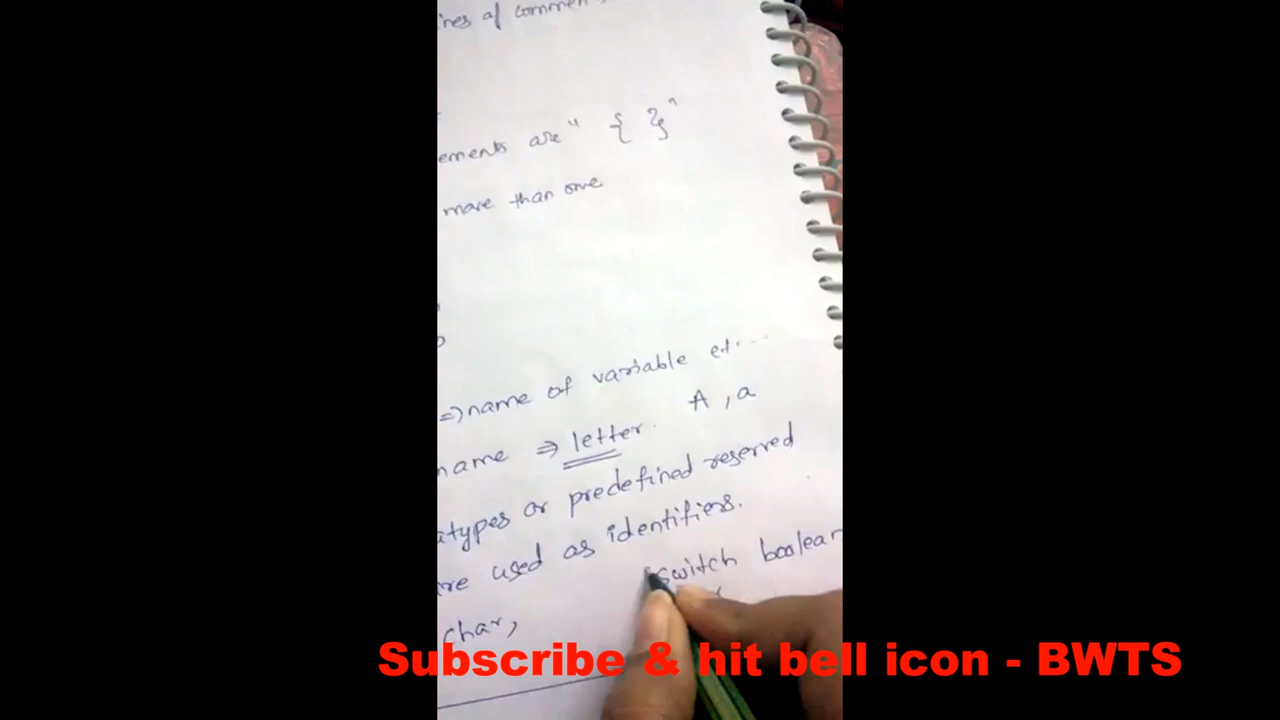 ines of commen
ements are " { } "
more than one
=> name of variable et...
name => letter. A, a
atypes or predefined reserved
re used as identifiers.
switch boolean
char,
Subscribe & hit bell icon - BWTS